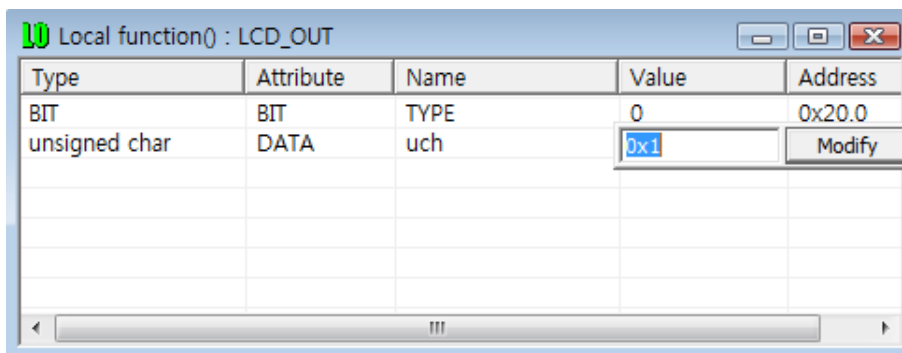 LO Local function() : LCD_OUT
Type Attribute Name Value Address
BIT BIT TYPE 0 0x20.0
unsigned char DATA uch 0x1 Modify